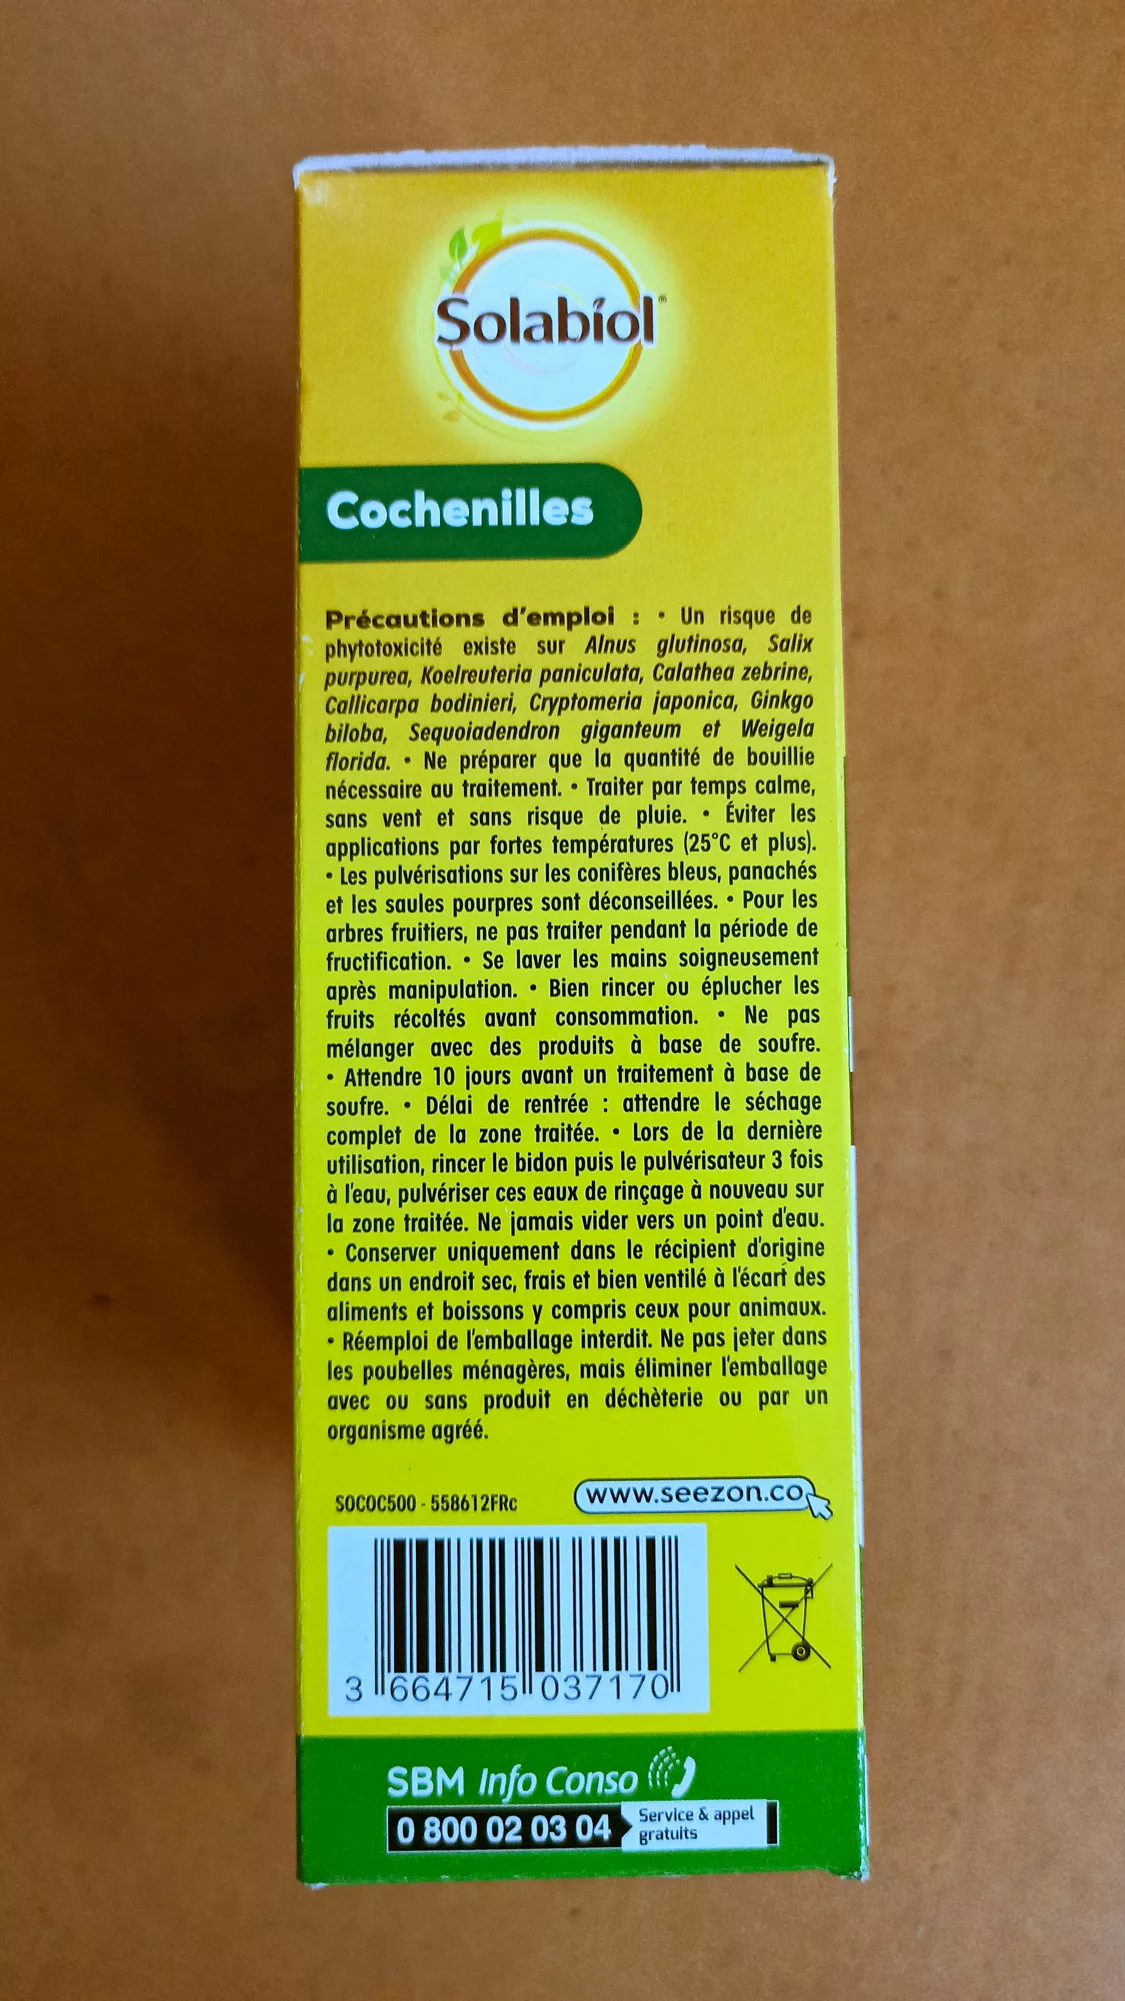 Solabiol®
Cochenilles
Précautions d'emploi : • Un risque de
phytotoxicité existe sur Alnus glutinosa, Salix
purpurea, Koelreuteria paniculata, Calathea zebrine,
Callicarpa bodinieri, Cryptomeria japonica, Ginkgo
biloba, Sequoiadendron giganteum et Weigela
florida. • Ne préparer que la quantité de bouillie
nécessaire au traitement. • Traiter par temps calme,
sans vent et sans risque de pluie. • Éviter les
applications par fortes températures (25°C et plus).
• Les pulvérisations sur les conifères bleus, panachés
et les saules pourpres sont déconseillées. • Pour les
arbres fruitiers, ne pas traiter pendant la période de
fructification. • Se laver les mains soigneusement
après manipulation. • Bien rincer ou éplucher les
fruits récoltés avant consommation. • Ne pas
mélanger avec des produits à base de soufre.
• Attendre 10 jours avant un traitement à base de
soufre. • Délai de rentrée : attendre le séchage
complet de la zone traitée. • Lors de la dernière
utilisation, rincer le bidon puis le pulvérisateur 3 fois
à l'eau, pulvériser ces eaux de rinçage à nouveau sur
la zone traitée. Ne jamais vider vers un point d'eau.
• Conserver uniquement dans le récipient d'origine
dans un endroit sec, frais et bien ventilé à l'écart des
aliments et boissons y compris ceux pour animaux.
• Réemploi de l'emballage interdit. Ne pas jeter dans
les poubelles ménagères, mais éliminer l'emballage
avec ou sans produit en déchèterie ou par un
organisme agréé.
SOCOC500 - 558612FRc
www.seezon.co
3 664715 037170
SBM Info Conso
0 800 02 03 04
Service & appel
gratuits